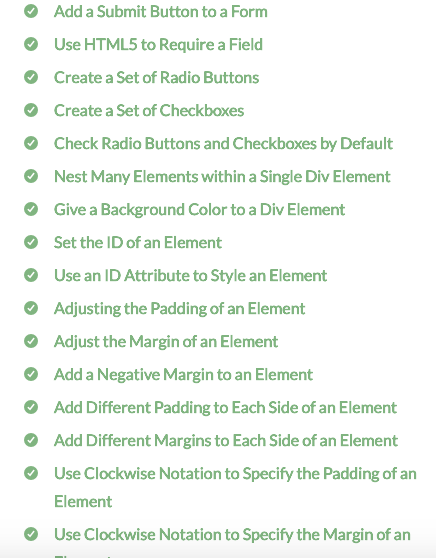 Add a Submit Button to a Form
Use HTML5 to Require a Field
Create a Set of Radio Buttons
Create a Set of Checkboxes
Check Radio Buttons and Checkboxes by Default
Nest Many Elements within a Single Div Element
Give a Background Color to a Div Element
Set the ID of an Element
Use an ID Attribute to Style an Element
Adjusting the Padding of an Element
Adjust the Margin of an Element
Add a Negative Margin to an Element
Add Different Padding to Each Side of an Element
Add Different Margins to Each Side of an Element
Use Clockwise Notation to Specify the Padding of an
Element
Use Clockwise Notation to Specify the Margin of an